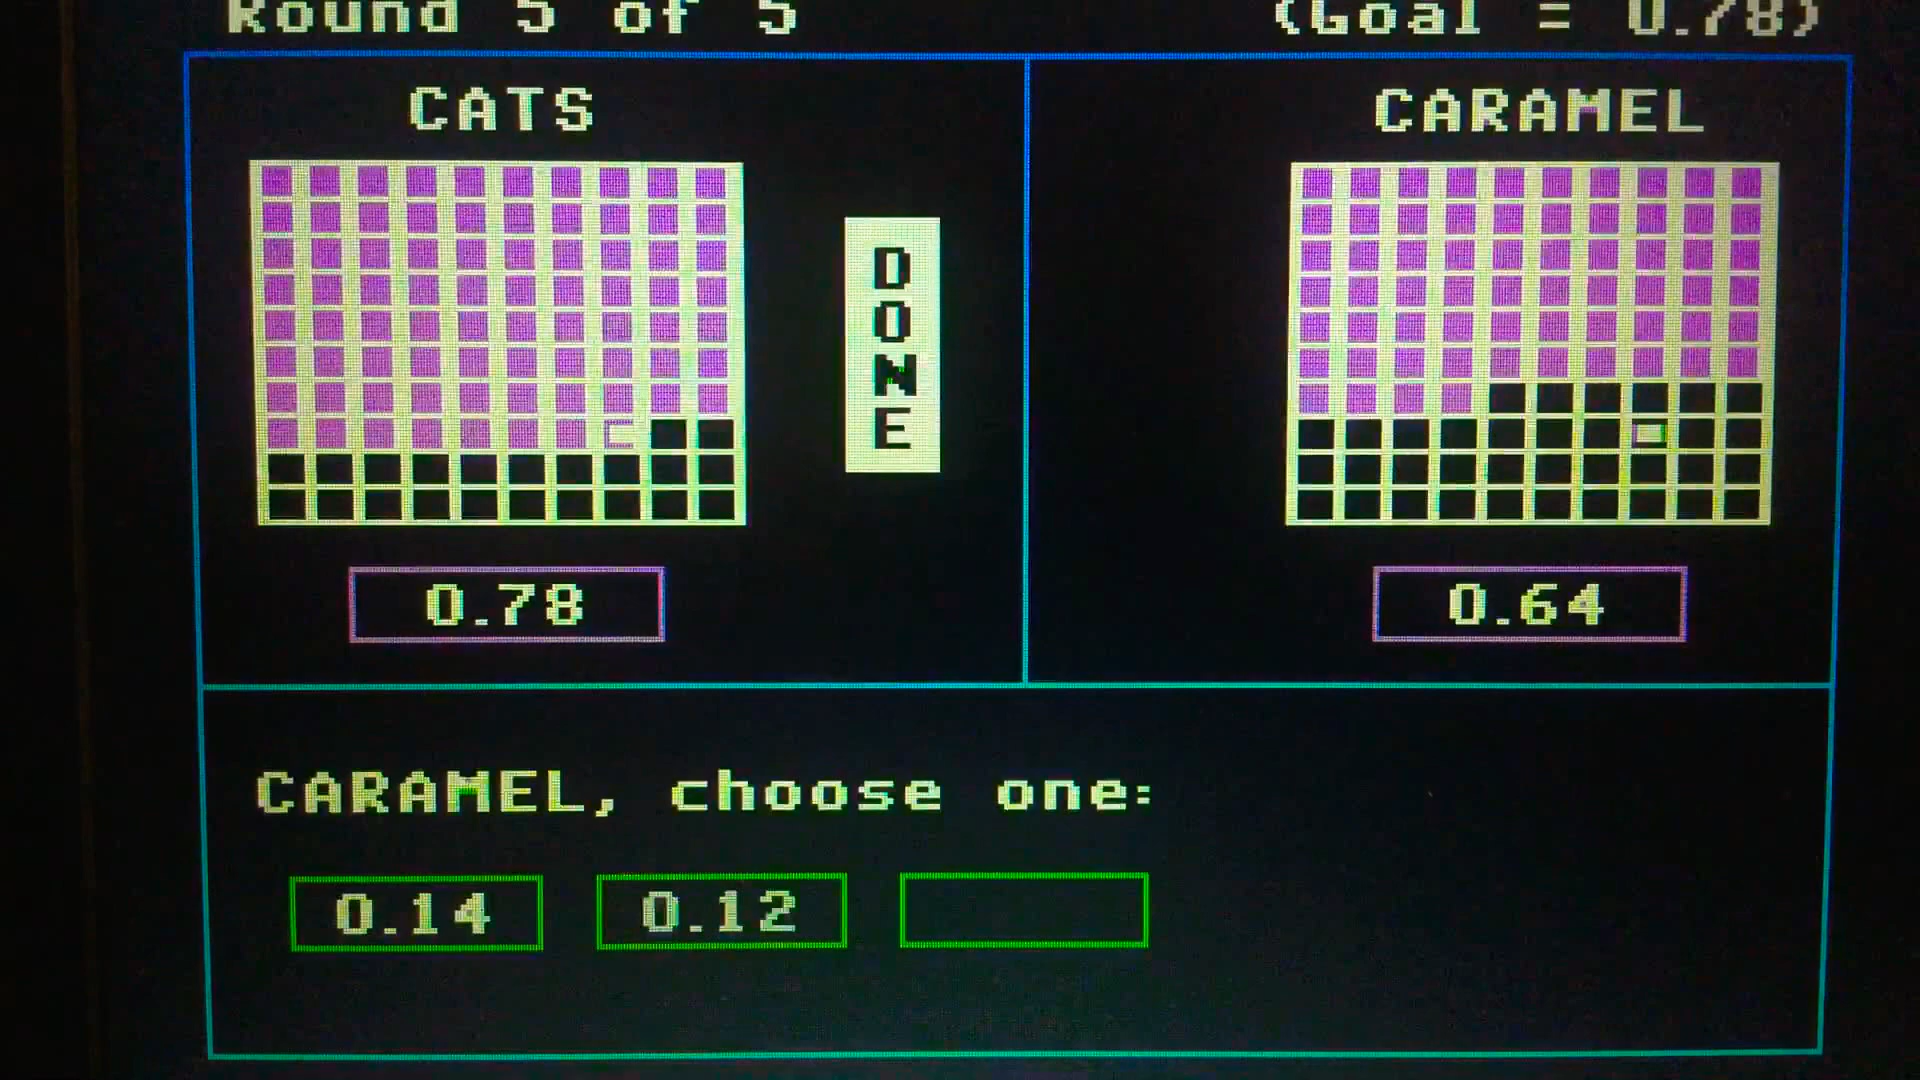 Round 5 of 5 (Goal = 0.78)
CATS CARAMEL
DONE
0.78 0.64
CARAMEL, choose one:
0.14 0.12